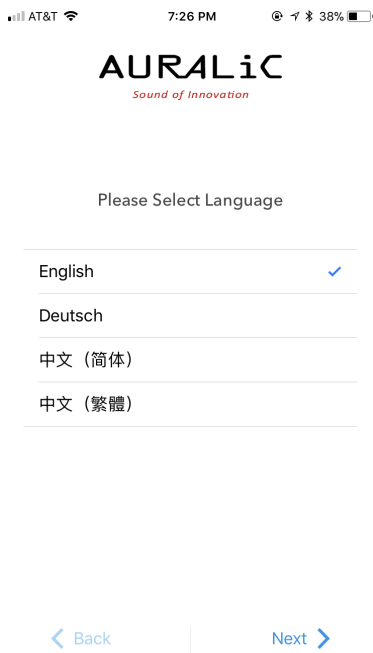 AT&T 7:26 PM 38%
AURALiC
Sound of Innovation
Please Select Language
English
Deutsch
中文（简体）
中文（繁體）
Back Next